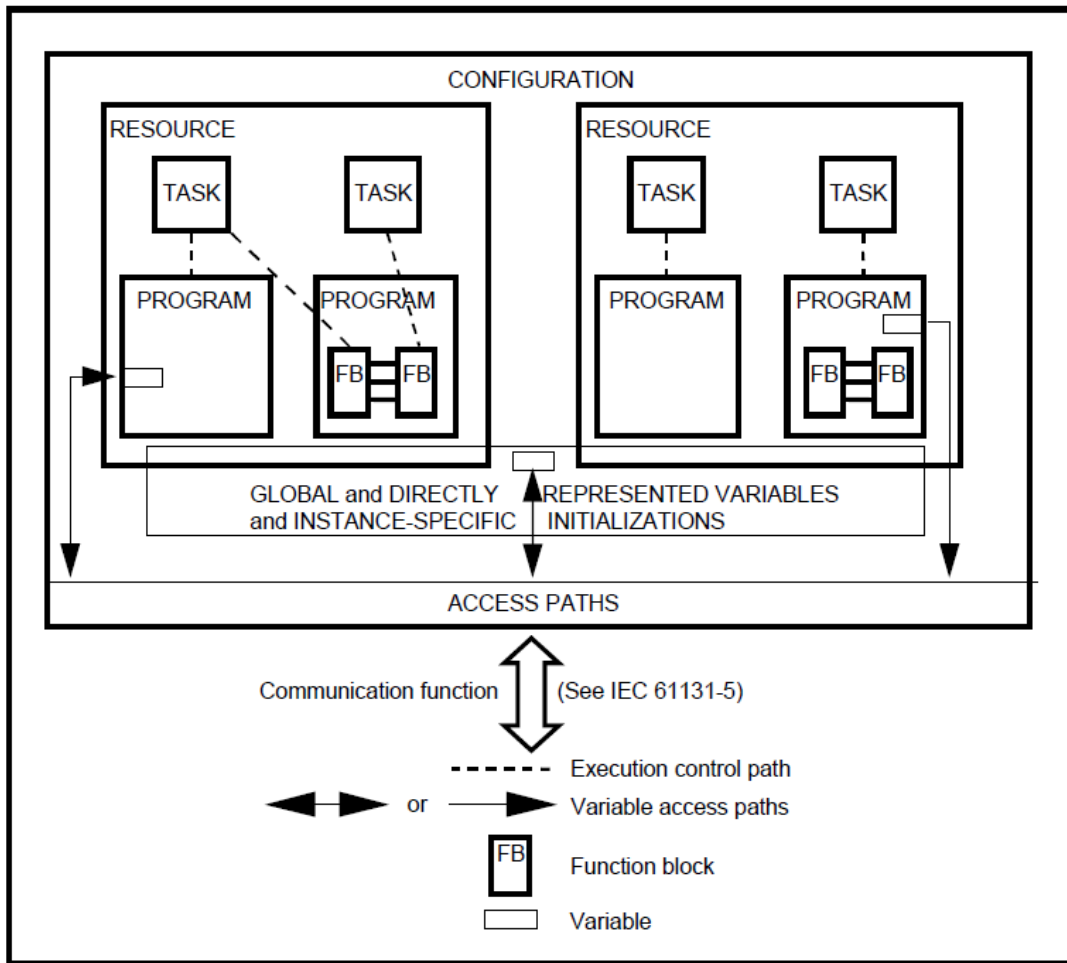 CONFIGURATION
RESOURCE
RESOURCE
TASK
TASK
TASK
TASK
PROGRAM
PROGRAM
PROGRAM
PROGRAM
FB
FB
FB
FB
GLOBAL and DIRECTLY REPRESENTED VARIABLES
and INSTANCE-SPECIFIC INITIALIZATIONS
ACCESS PATHS
Communication function (See IEC 61131-5)
Execution control path
or Variable access paths
FB Function block
Variable